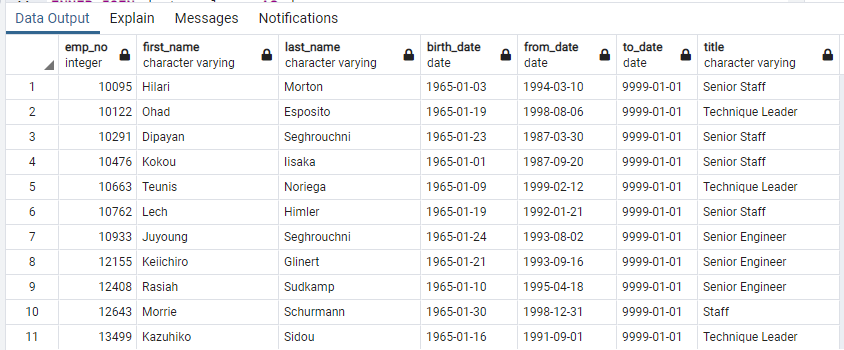 Data Output Explain Messages Notifications
emp_no first_name last_name birth_date from_date to_date title
integer character varying character varying date date date character varying
1 10095 Hilari Morton 1965-01-03 1994-03-10 9999-01-01 Senior Staff
2 10122 Ohad Esposito 1965-01-19 1998-08-06 9999-01-01 Technique Leader
3 10291 Dipayan Seghrouchni 1965-01-23 1987-03-30 9999-01-01 Senior Staff
4 10476 Kokou Iisaka 1965-01-01 1987-09-20 9999-01-01 Senior Staff
5 10663 Teunis Noriega 1965-01-09 1999-02-12 9999-01-01 Technique Leader
6 10762 Lech Himler 1965-01-19 1992-01-21 9999-01-01 Senior Staff
7 10933 Juyoung Seghrouchni 1965-01-24 1993-08-02 9999-01-01 Senior Engineer
8 12155 Keiichiro Glinert 1965-01-21 1993-09-16 9999-01-01 Senior Engineer
9 12408 Rasiah Sudkamp 1965-01-10 1995-04-18 9999-01-01 Senior Engineer
10 12643 Morrie Schurmann 1965-01-30 1998-12-31 9999-01-01 Staff
11 13499 Kazuhiko Sidou 1965-01-16 1991-09-01 9999-01-01 Technique Leader